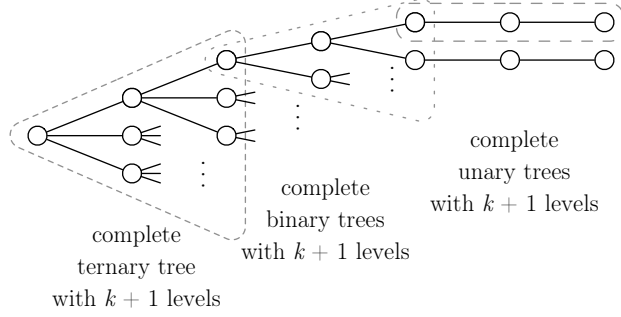 complete
unary trees
with k + 1 levels
complete
binary trees
with k + 1 levels
complete
ternary tree
with k + 1 levels